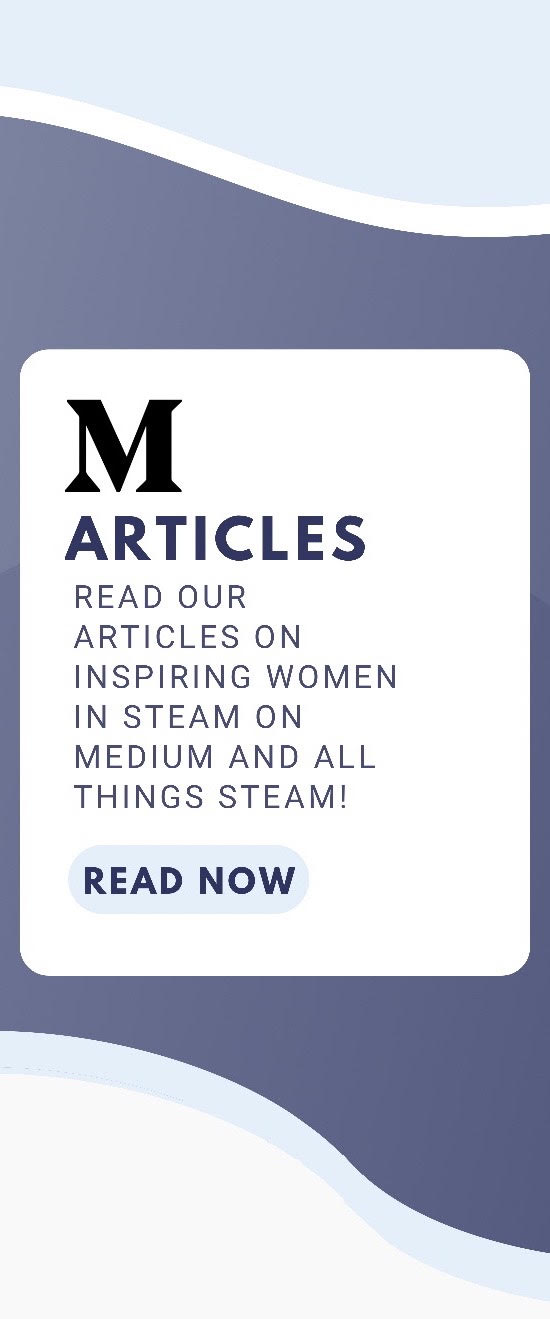 M
ARTICLES
READ OUR
ARTICLES ON
INSPIRING WOMEN
IN STEAM ON
MEDIUM AND ALL
THINGS STEAM!
READ NOW